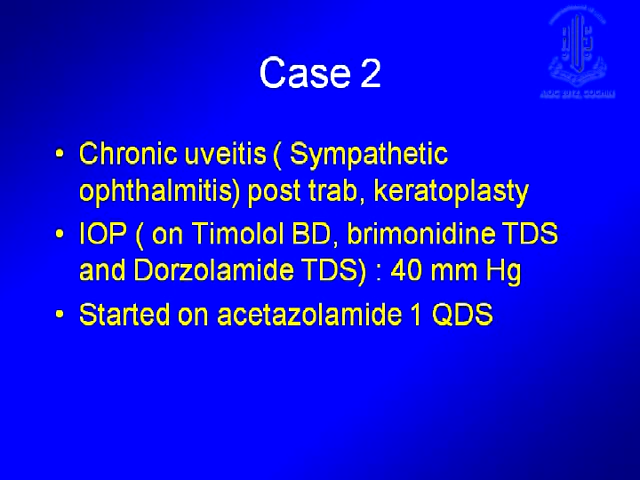 Case 2
• Chronic uveitis ( Sympathetic
ophthalmitis) post trab, keratoplasty
• IOP ( on Timolol BD, brimonidine TDS
and Dorzolamide TDS) : 40 mm Hg
• Started on acetazolamide 1 QDS